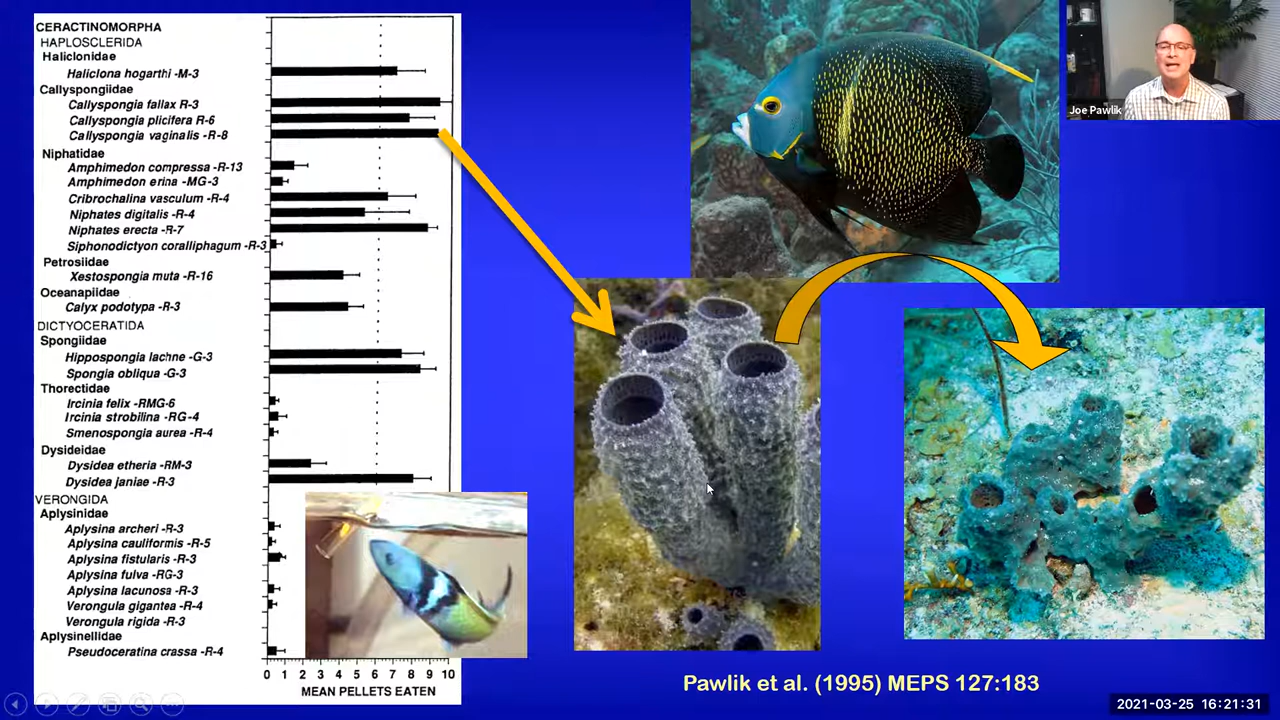 CERACTINOMORPHA
HAPLOSCLERIDA
Haliclonidae
Haliclona hogarthi -M-3
Callyspongiidae
Callyspongia fallax R-3
Callyspongia plicifera R-6
Callyspongia vaginalis -R-8
Niphatidae
Amphimedon compressa -R-13
Amphimedon erina -MG-3
Cribrochalina vasculum -R-4
Niphates digitalis -R-4
Niphates erecta -R-7
Siphonodictyon coralliphagum -R-3
Petrosiidae
Xestospongia muta -R-16
Oceanapiidae
Calyx podotypa -R-3
DICTYOCERATIDA
Spongiidae
Hippospongia lachne -G-3
Spongia obliqua -G-3
Thorectidae
Ircinia felix -RMG-6
Ircinia strobilina -RG-4
Smenospongia aurea -R-4
Dysideidae
Dysidea etheria -RM-3
Dysidea janiae -R-3
VERONGIDA
Aplysinidae
Aplysina archeri -R-3
Aplysina cauliformis -R-5
Aplysina fistularis -R-3
Aplysina fulva -RG-3
Aplysina lacunosa -R-3
Verongula gigantea -R-4
Verongula rigida -R-3
Aplysinellidae
Pseudoceratina crassa -R-4
0 1 2 3 4 5 6 7 8 9 10
MEAN PELLETS EATEN
Joe Pawlik
Pawlik et al. (1995) MEPS 127:183
2021-03-25 16:21:31